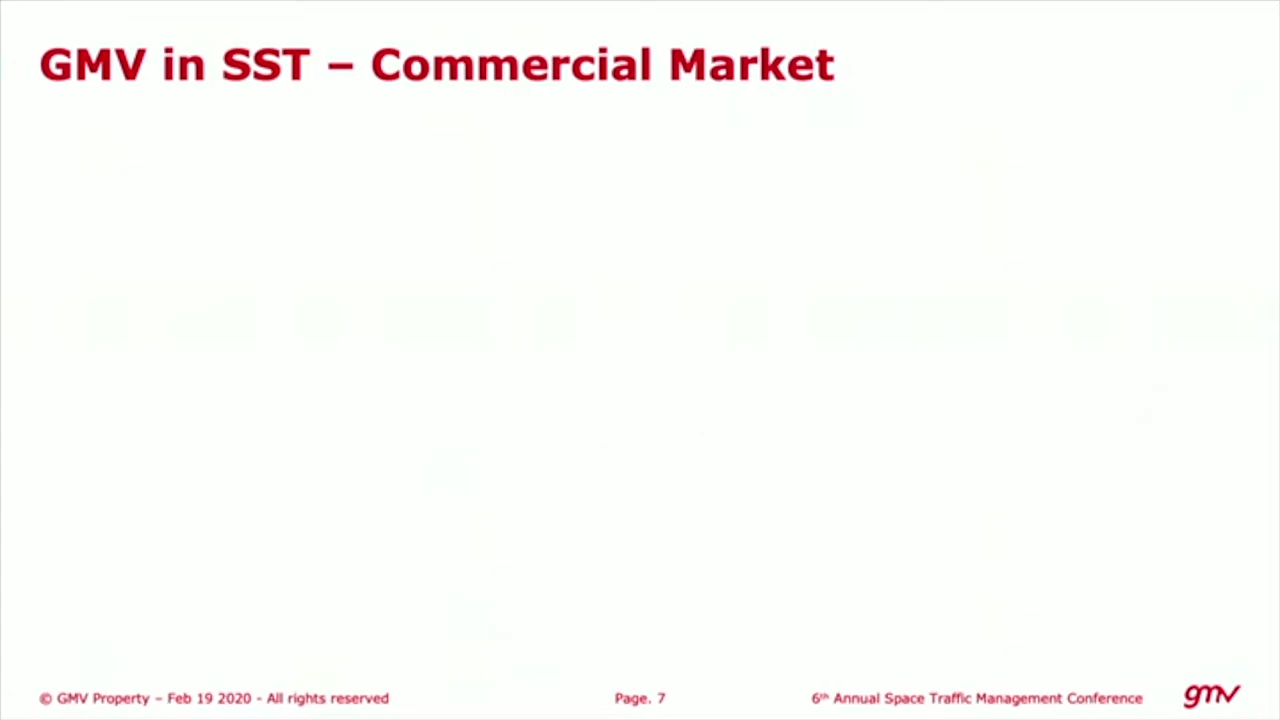 GMV in SST – Commercial Market
© GMV Property – Feb 19 2020 - All rights reserved
Page. 7
6th Annual Space Traffic Management Conference
gmv